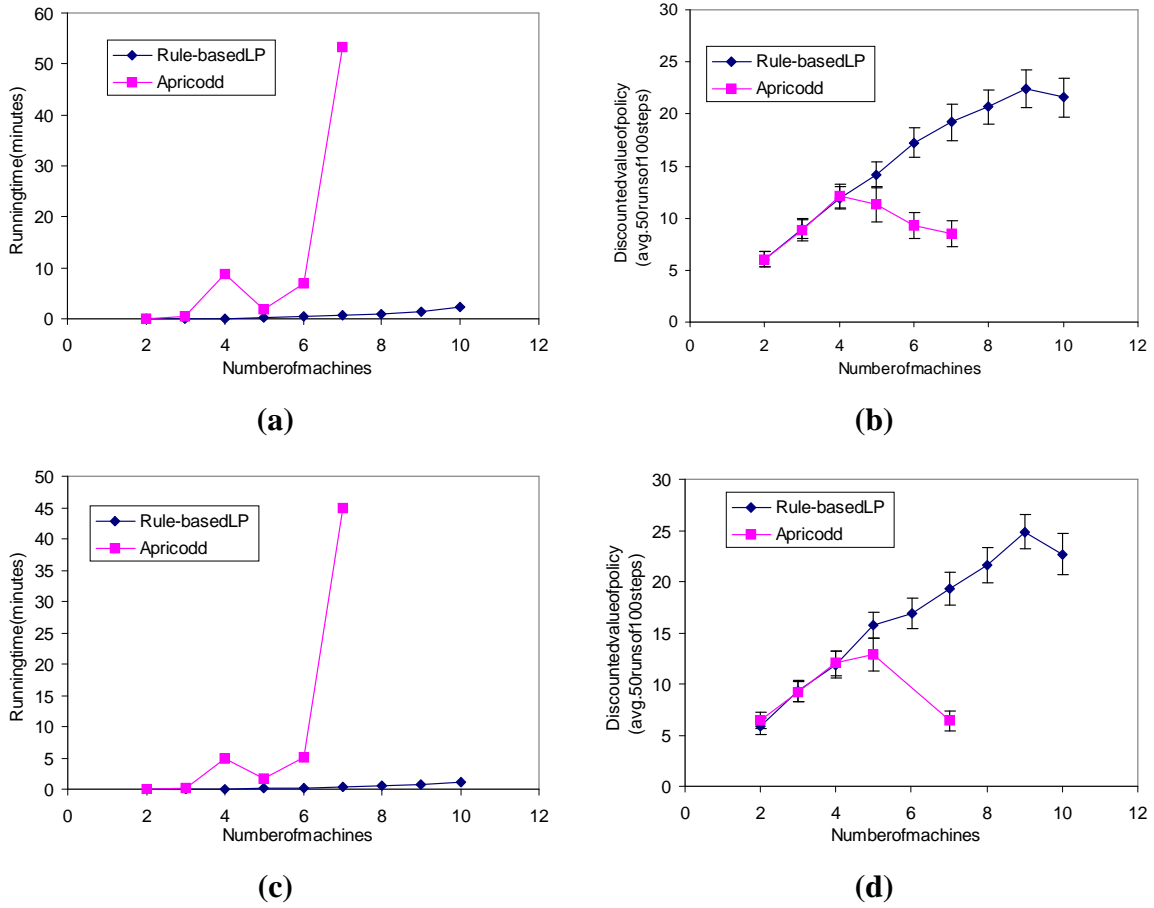 60
50
40
30
20
10
0
Runningtime(minutes)
Rule-basedLP
Apricodd
0 2 4 6 8 10 12
Numberofmachines
(a)
30
25
20
15
10
5
0
Discountedvalueofpolicy
(avg.50runsof100steps)
Rule-basedLP
Apricodd
0 2 4 6 8 10 12
Numberofmachines
(b)
50
45
40
35
30
25
20
15
10
5
0
Runningtime(minutes)
Rule-basedLP
Apricodd
0 2 4 6 8 10 12
Numberofmachines
(c)
30
25
20
15
10
5
0
Discountedvalueofpolicy
(avg.50runsof100steps)
Rule-basedLP
Apricodd
0 2 4 6 8 10 12
Numberofmachines
(d)